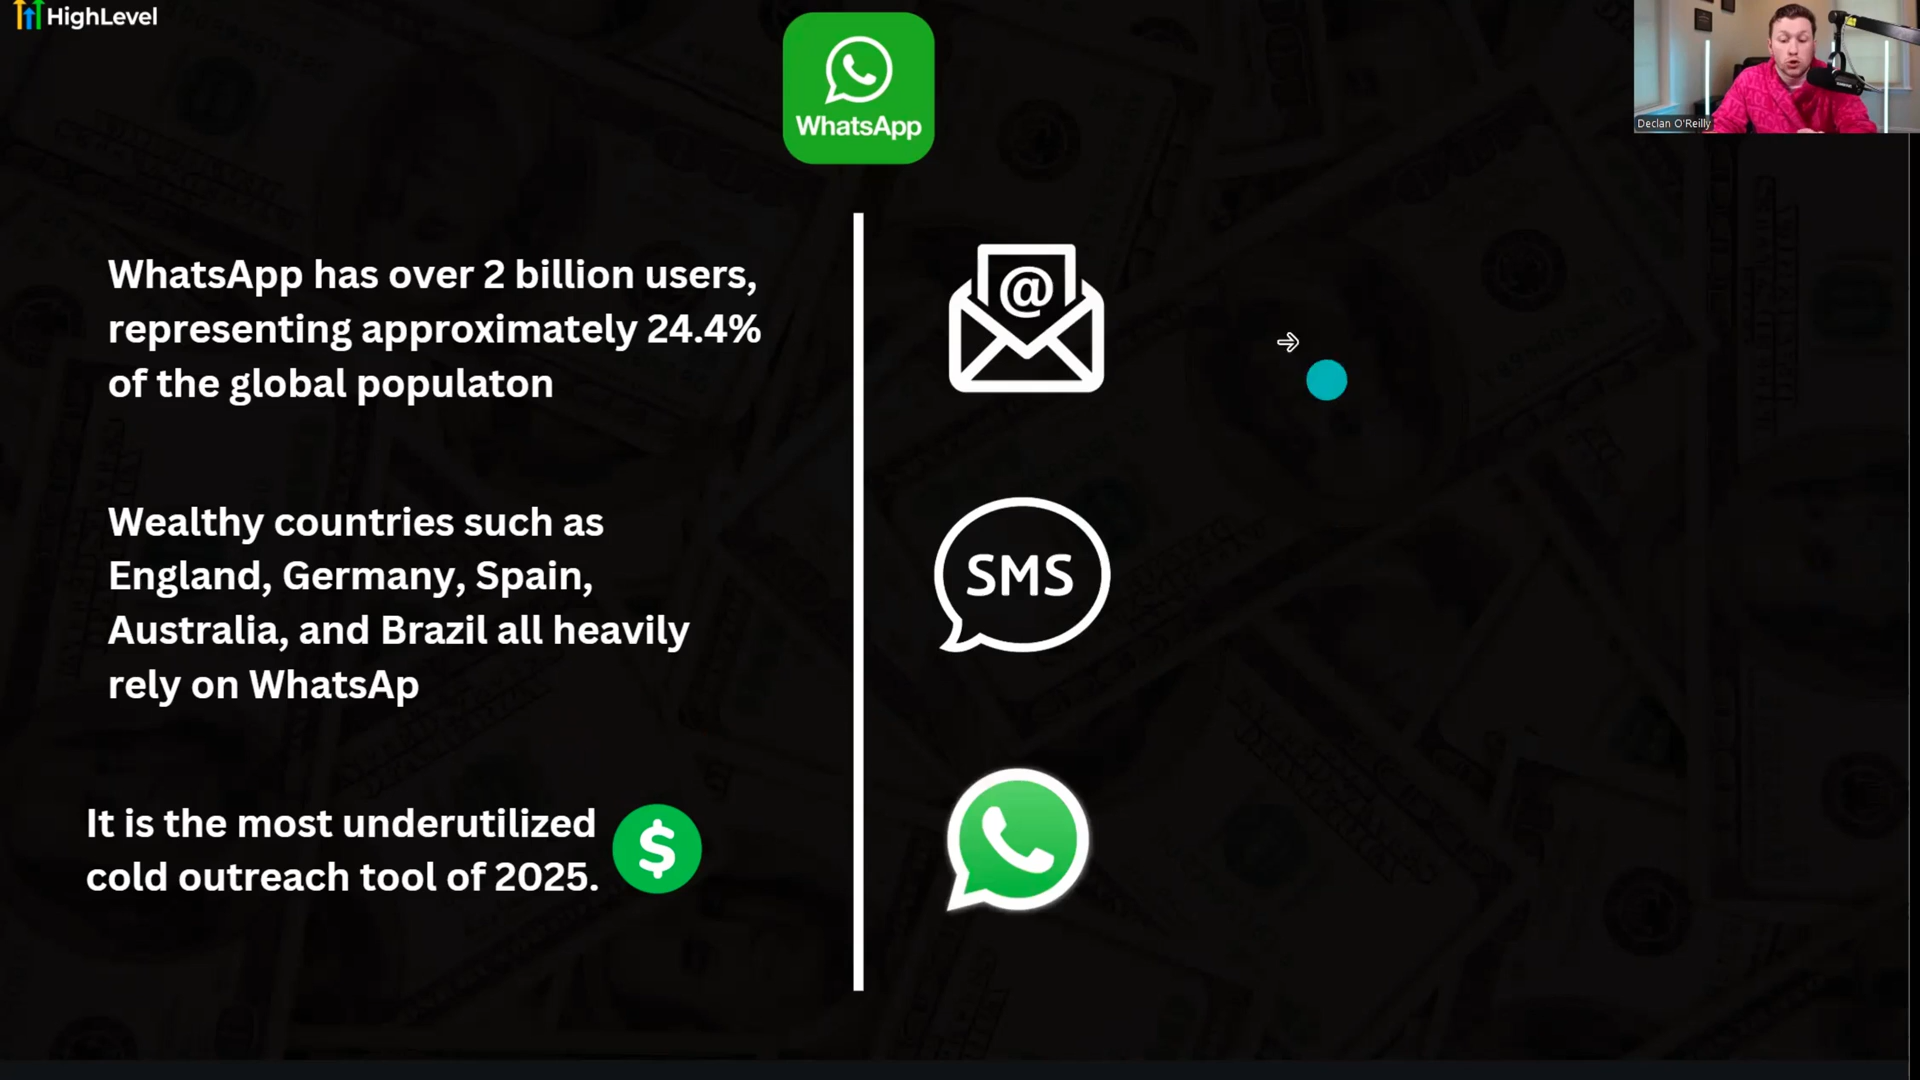 HighLevel
WhatsApp
Declan O'Reilly
WhatsApp has over 2 billion users,
representing approximately 24.4%
of the global populaton
Wealthy countries such as
England, Germany, Spain,
Australia, and Brazil all heavily
rely on WhatsAp
It is the most underutilized
cold outreach tool of 2025.
$
@
SMS